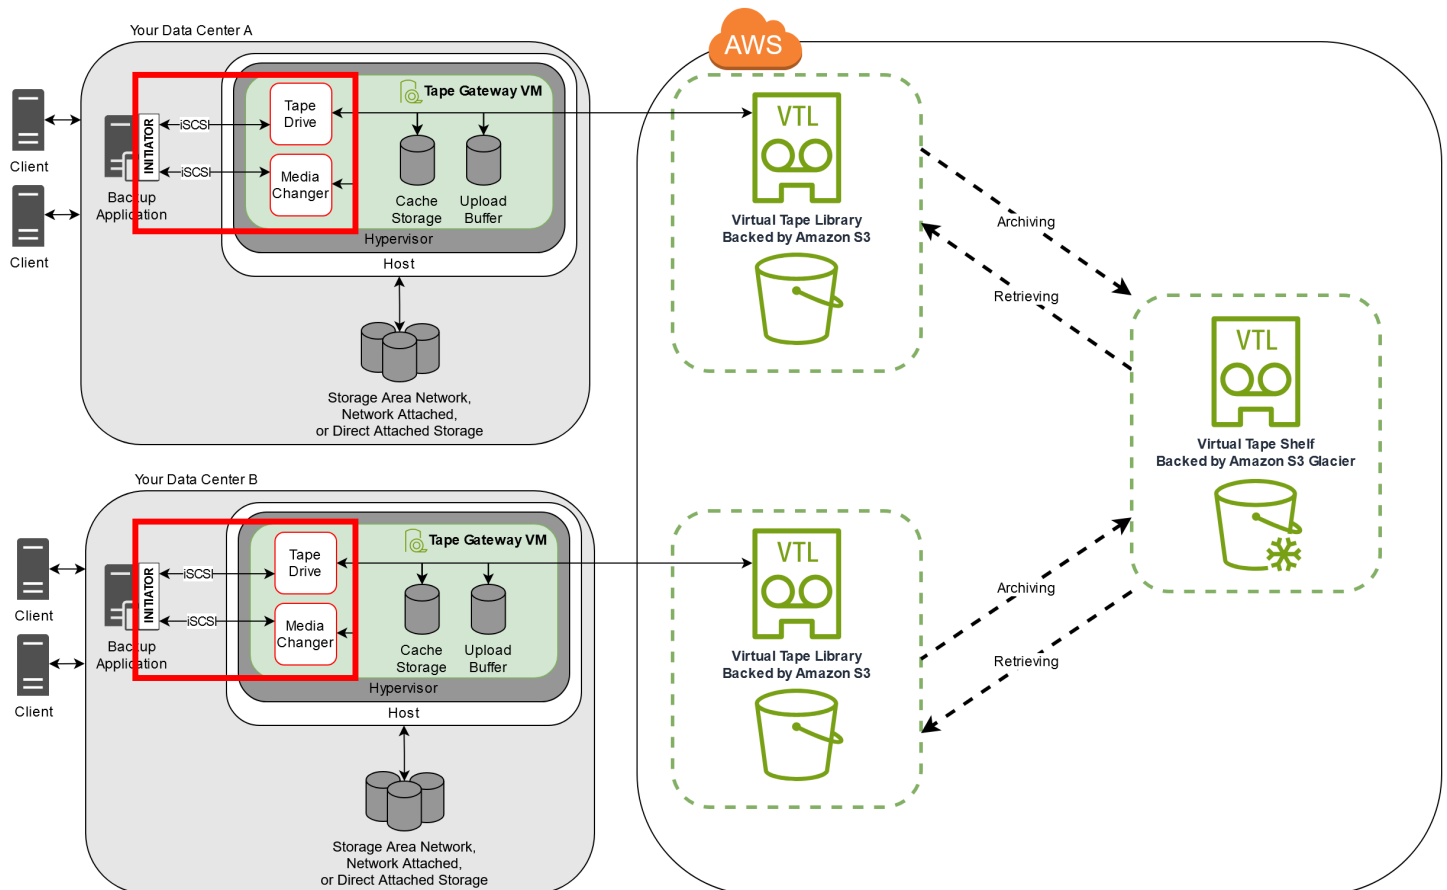 Your Data Center A
AWS
Tape Gateway VM
VTL
Tape
Drive
iSCSI
INITIATOR
Client
iSCSI
Media
Changer
Backup
Application
Cache
Storage
Upload
Buffer
Virtual Tape Library
Backed by Amazon S3
Archiving
Hypervisor
Client
Host
Retrieving
VTL
Storage Area Network,
Network Attached,
or Direct Attached Storage
Virtual Tape Shelf
Backed by Amazon S3 Glacier
Your Data Center B
Tape Gateway VM
VTL
Tape
Drive
iSCSI
INITIATOR
Archiving
Client
iSCSI
Media
Changer
Backup
Application
Cache
Storage
Upload
Buffer
Virtual Tape Library
Backed by Amazon S3
Retrieving
Hypervisor
Client
Host
Storage Area Network,
Network Attached,
or Direct Attached Storage